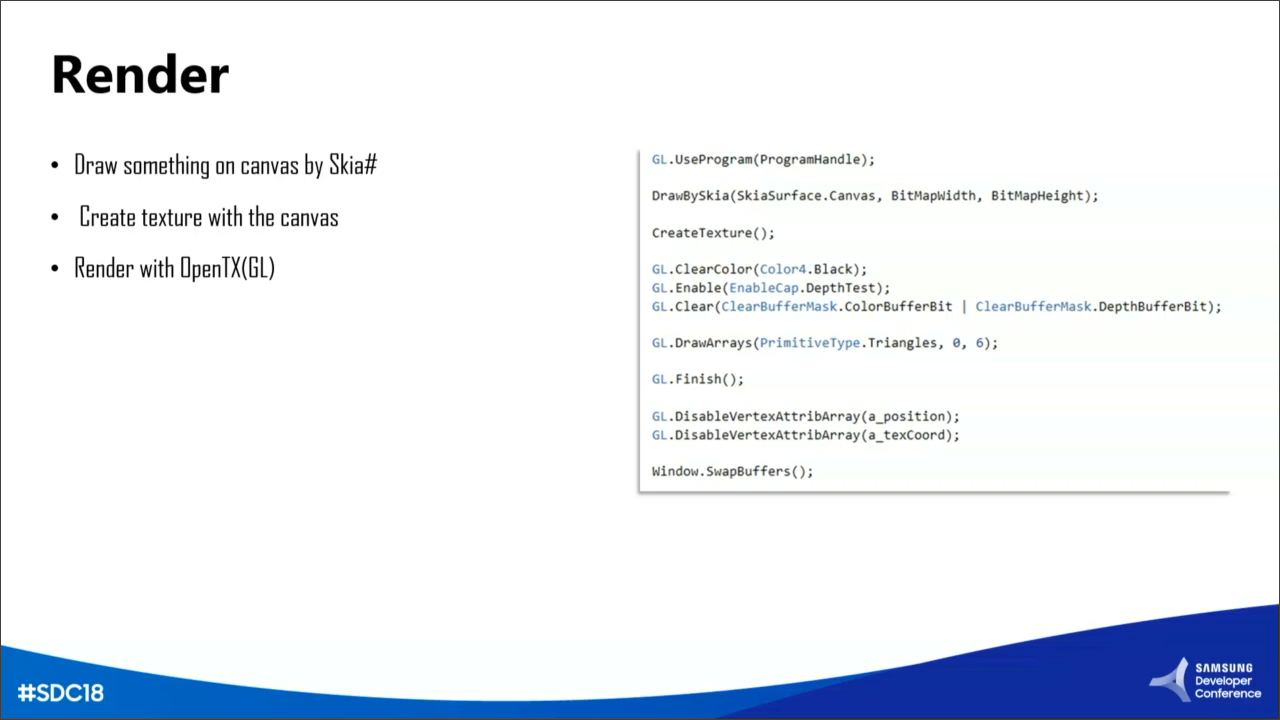 Render
• Draw something on canvas by Skia#
• Create texture with the canvas
• Render with OpenTX(GL)
GL.UseProgram(ProgramHandle);
DrawBySkia(SkiaSurface.Canvas, BitMapWidth, BitMapHeight);
CreateTexture();
GL.ClearColor(Color4.Black);
GL.Enable(EnableCap.DepthTest);
GL.Clear(ClearBufferMask.ColorBufferBit | ClearBufferMask.DepthBufferBit);
GL.DrawArrays(PrimitiveType.Triangles, 0, 6);
GL.Finish();
GL.DisableVertexAttribArray(a_position);
GL.DisableVertexAttribArray(a_texCoord);
Window.SwapBuffers();
#SDC18
SAMSUNG
Developer
Conference